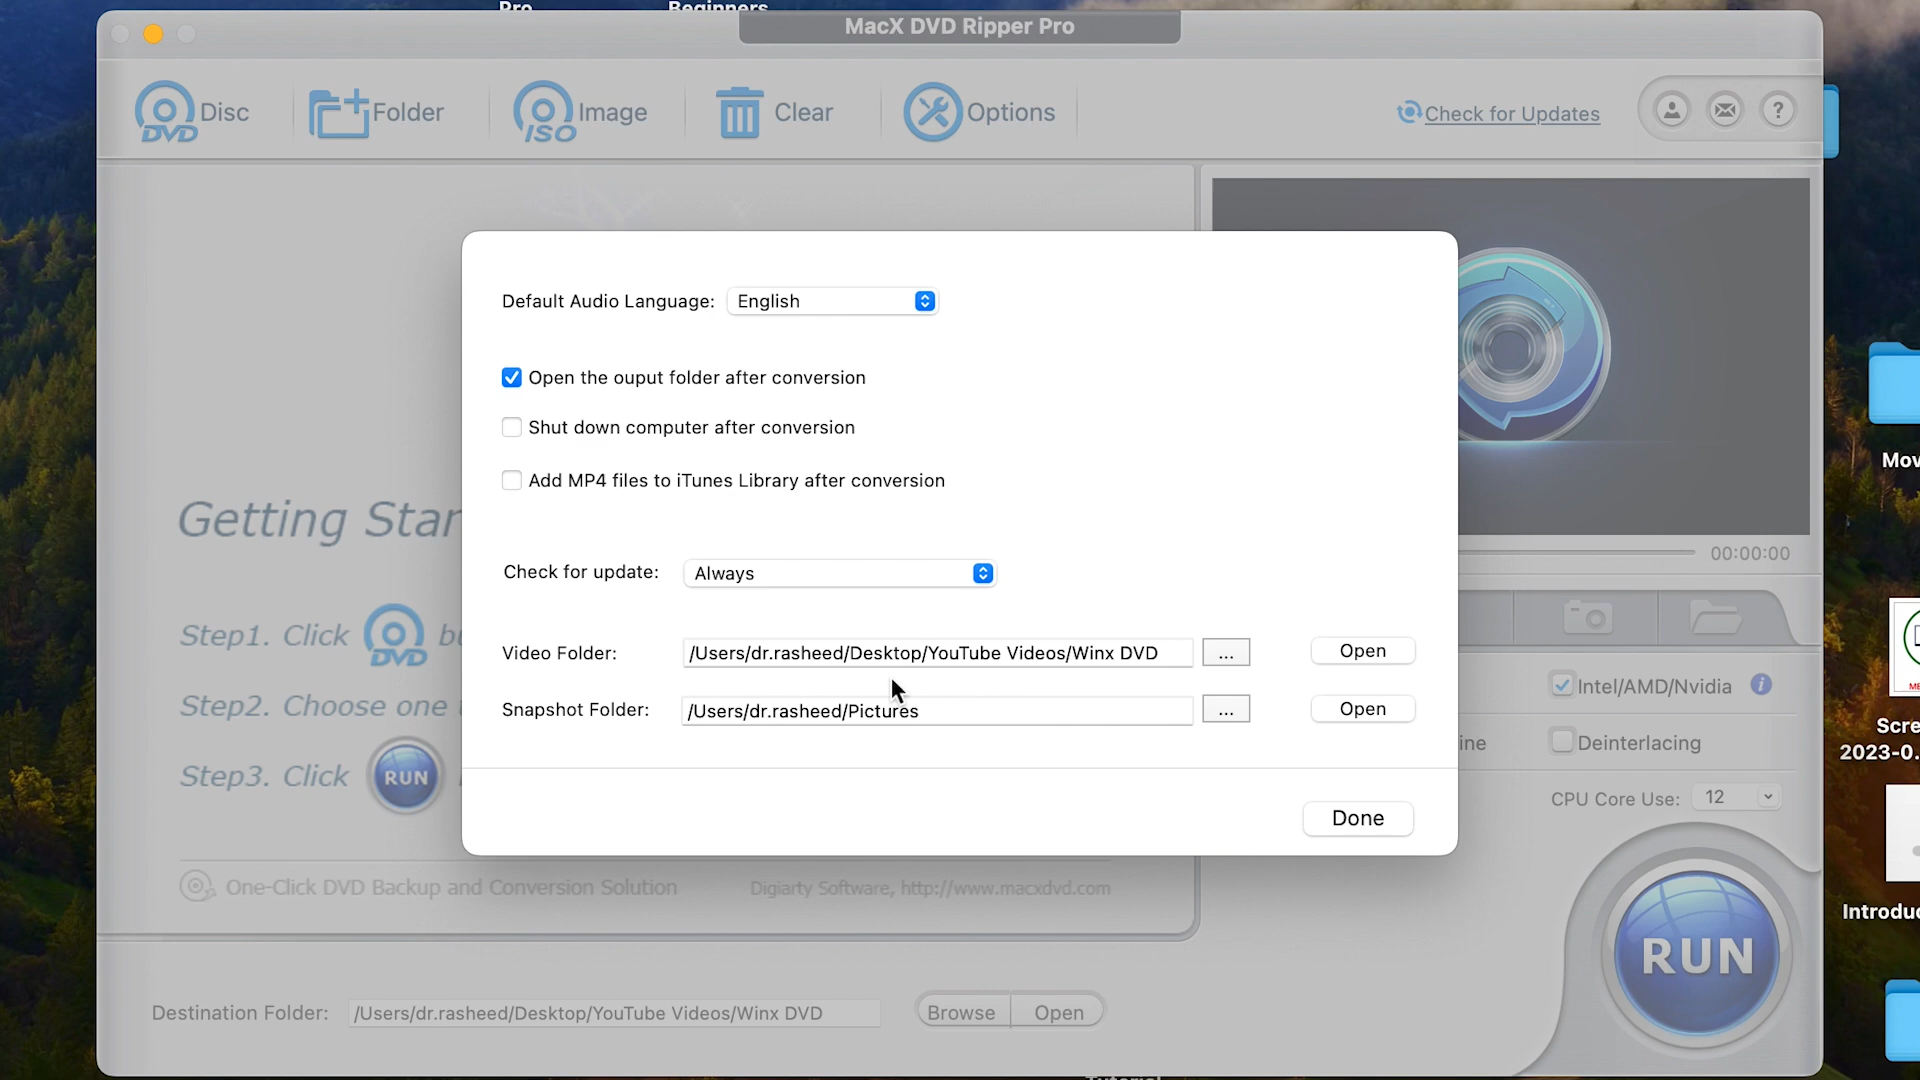 Pro
Beginners
MacX DVD Ripper Pro
DVD Disc
Folder
ISO Image
Clear
Options
Check for Updates
?
Default Audio Language: English
Open the ouput folder after conversion
Shut down computer after conversion
Add MP4 files to iTunes Library after conversion
Check for update: Always
Video Folder: /Users/dr.rasheed/Desktop/YouTube Videos/Winx DVD ... Open
Snapshot Folder: /Users/dr.rasheed/Pictures ... Open
Done
Getting Star
Step1. Click DVD bu
Step2. Choose one
Step3. Click RUN
One-Click DVD Backup and Conversion Solution
Digiarty Software, http://www.macxdvd.com
00:00:00
Intel/AMD/Nvidia i
ine
Deinterlacing
CPU Core Use: 12
RUN
Destination Folder: /Users/dr.rasheed/Desktop/YouTube Videos/Winx DVD Browse Open
Mov
Scre
2023-0.
Introduc
Tutorial